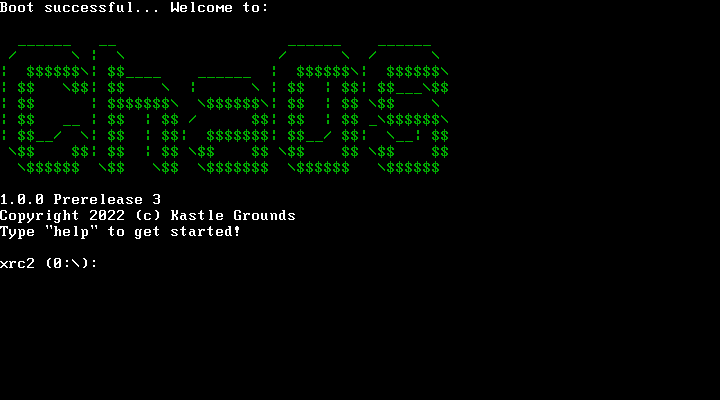 Boot successful... Welcome to:
ChaOS
1.0.0 Prerelease 3
Copyright 2022 (c) Kastle Grounds
Type "help" to get started!
xrc2 (0:\):